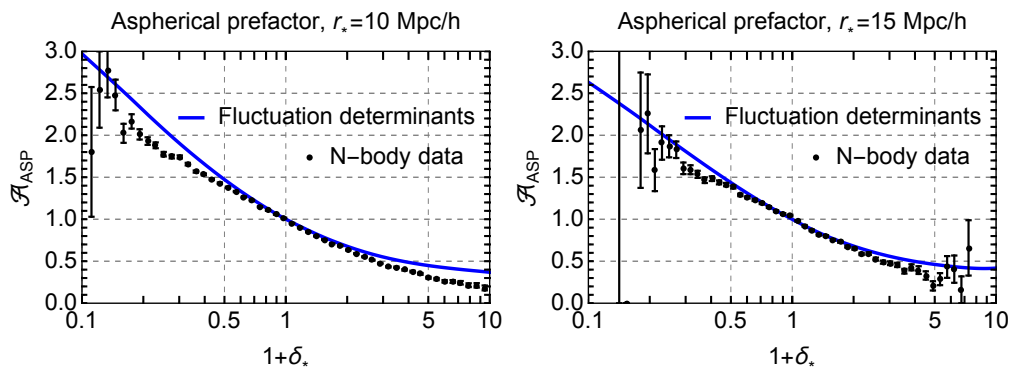 Aspherical prefactor, r*=10 Mpc/h
3.0
2.5
2.0
1.5
1.0
0.5
0.0
𝒜ASP
Fluctuation determinants
N−body data
0.1 0.5 1 5 10
1+δ*
Aspherical prefactor, r*=15 Mpc/h
3.0
2.5
2.0
1.5
1.0
0.5
0.0
𝒜ASP
Fluctuation determinants
N−body data
0.1 0.5 1 5 10
1+δ*